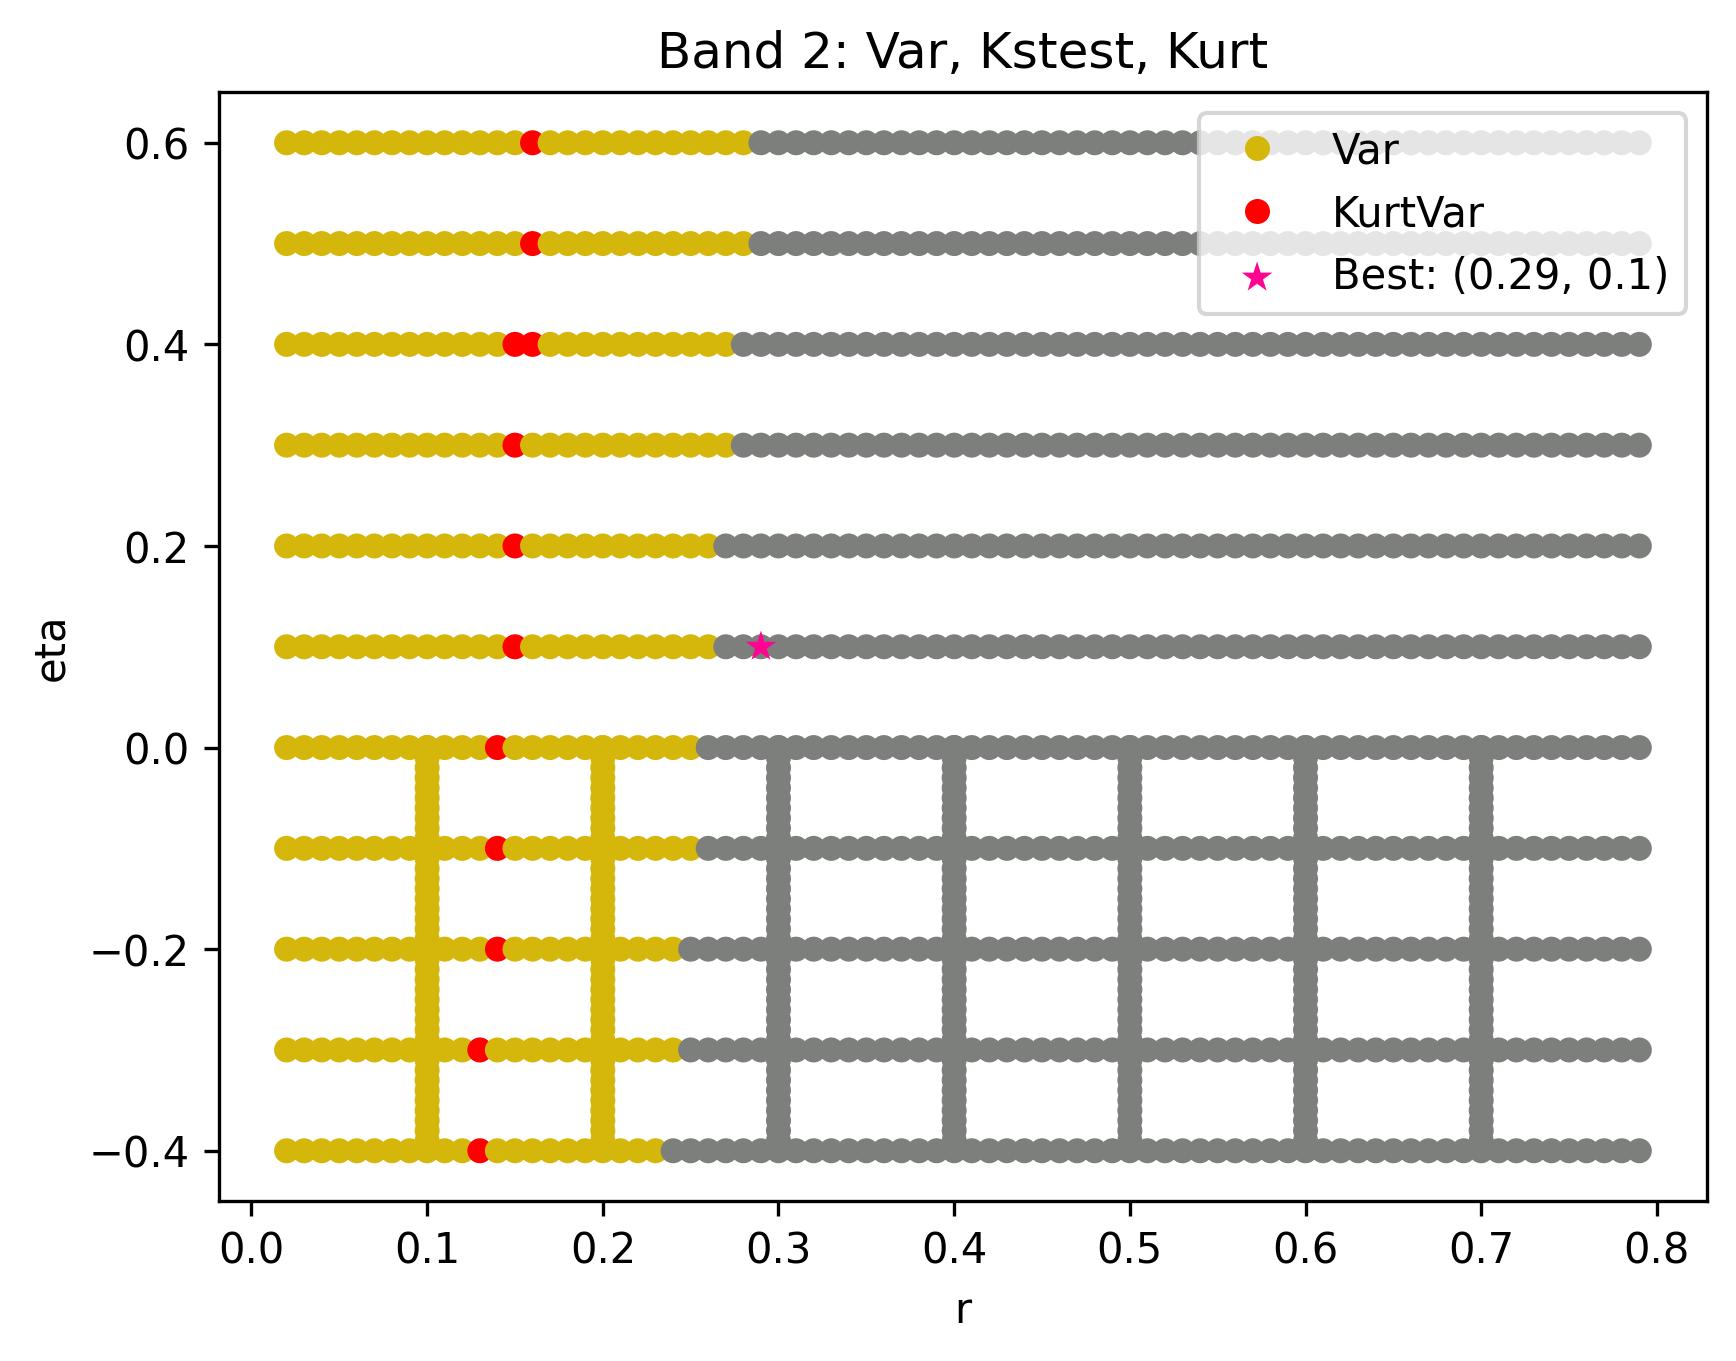 Band 2: Var, Kstest, Kurt
Var
KurtVar
Best: (0.29, 0.1)
0.6
0.4
0.2
0.0
−0.2
−0.4
eta
0.0 0.1 0.2 0.3 0.4 0.5 0.6 0.7 0.8
r